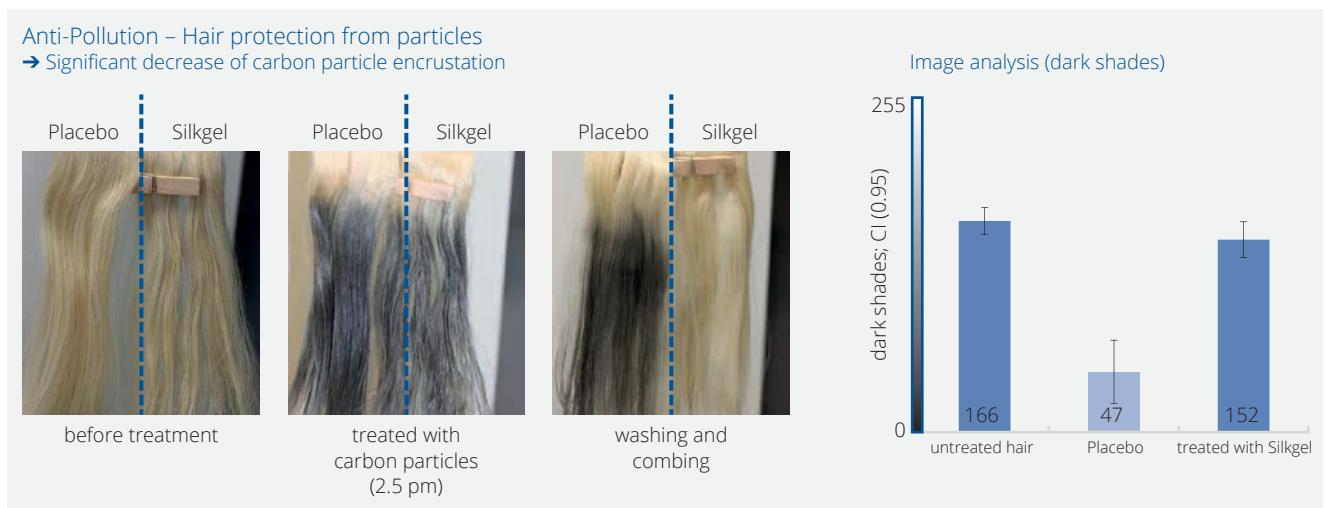 Anti-Pollution – Hair protection from particles
➔ Significant decrease of carbon particle encrustation
Placebo
Silkgel
Placebo
Silkgel
Placebo
Silkgel
before treatment
treated with
carbon particles
(2.5 pm)
washing and
combing
Image analysis (dark shades)
255
dark shades; CI (0.95)
0
166
47
152
untreated hair
Placebo
treated with Silkgel